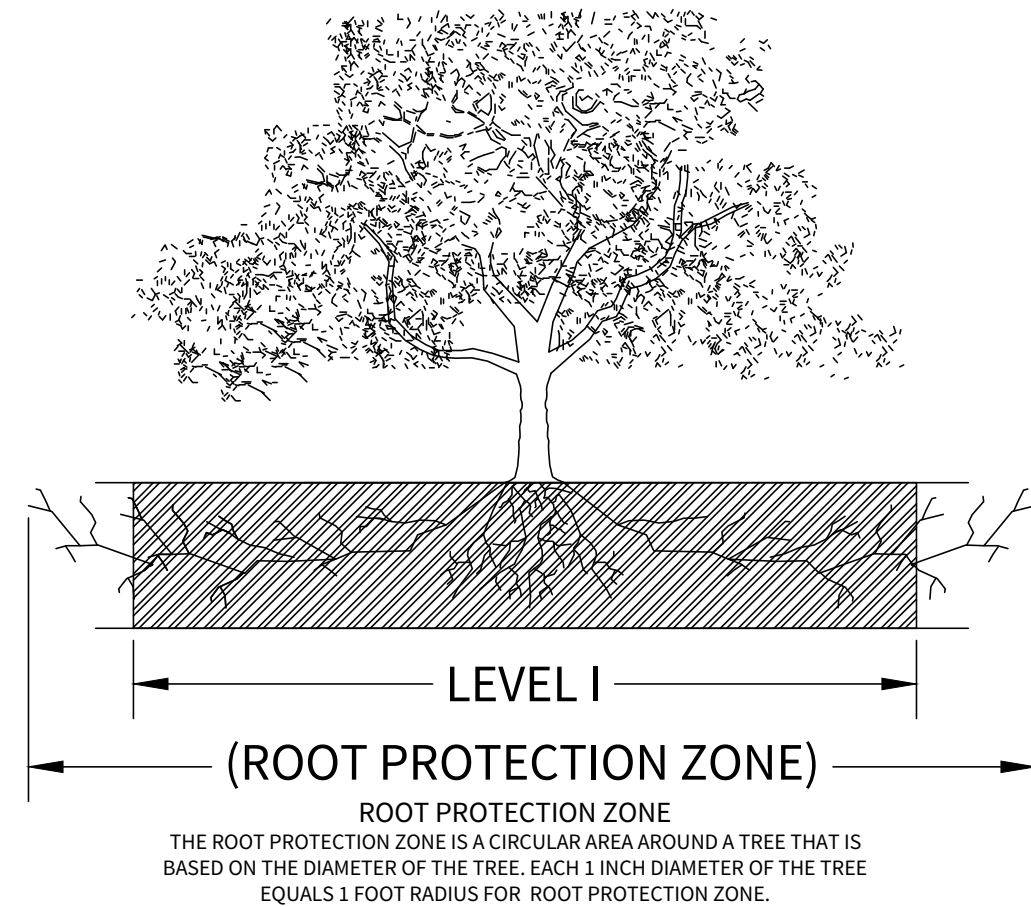 LEVEL I
(ROOT PROTECTION ZONE)
ROOT PROTECTION ZONE
THE ROOT PROTECTION ZONE IS A CIRCULAR AREA AROUND A TREE THAT IS
BASED ON THE DIAMETER OF THE TREE. EACH 1 INCH DIAMETER OF THE TREE
EQUALS 1 FOOT RADIUS FOR ROOT PROTECTION ZONE.